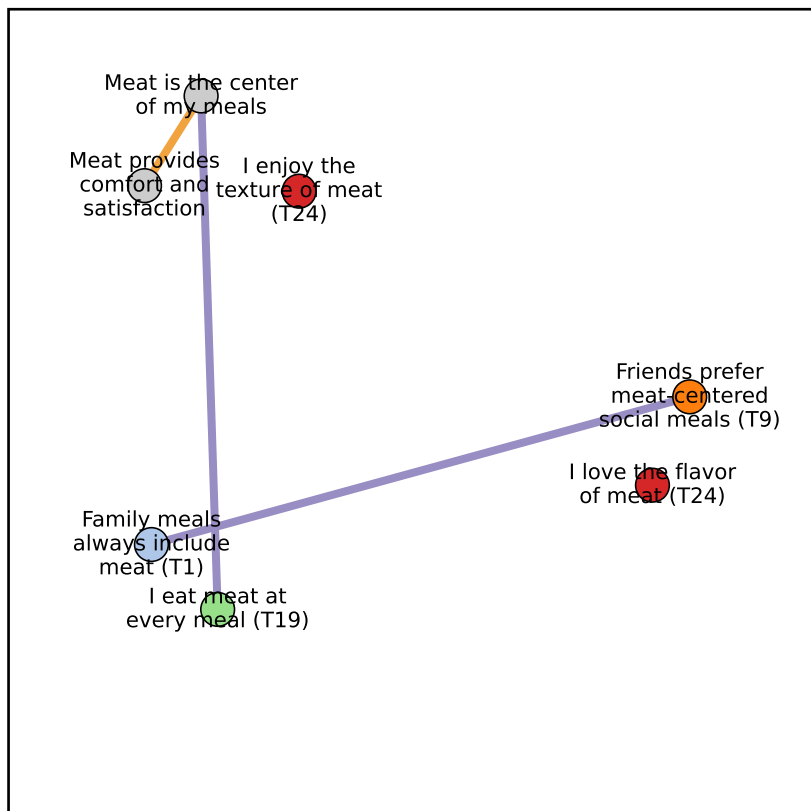 Meat is the center
of my meals
Meat provides
comfort and
satisfaction
I enjoy the
texture of meat
(T24)
Friends prefer
meat-centered
social meals (T9)
I love the flavor
of meat (T24)
Family meals
always include
meat (T1)
I eat meat at
every meal (T19)